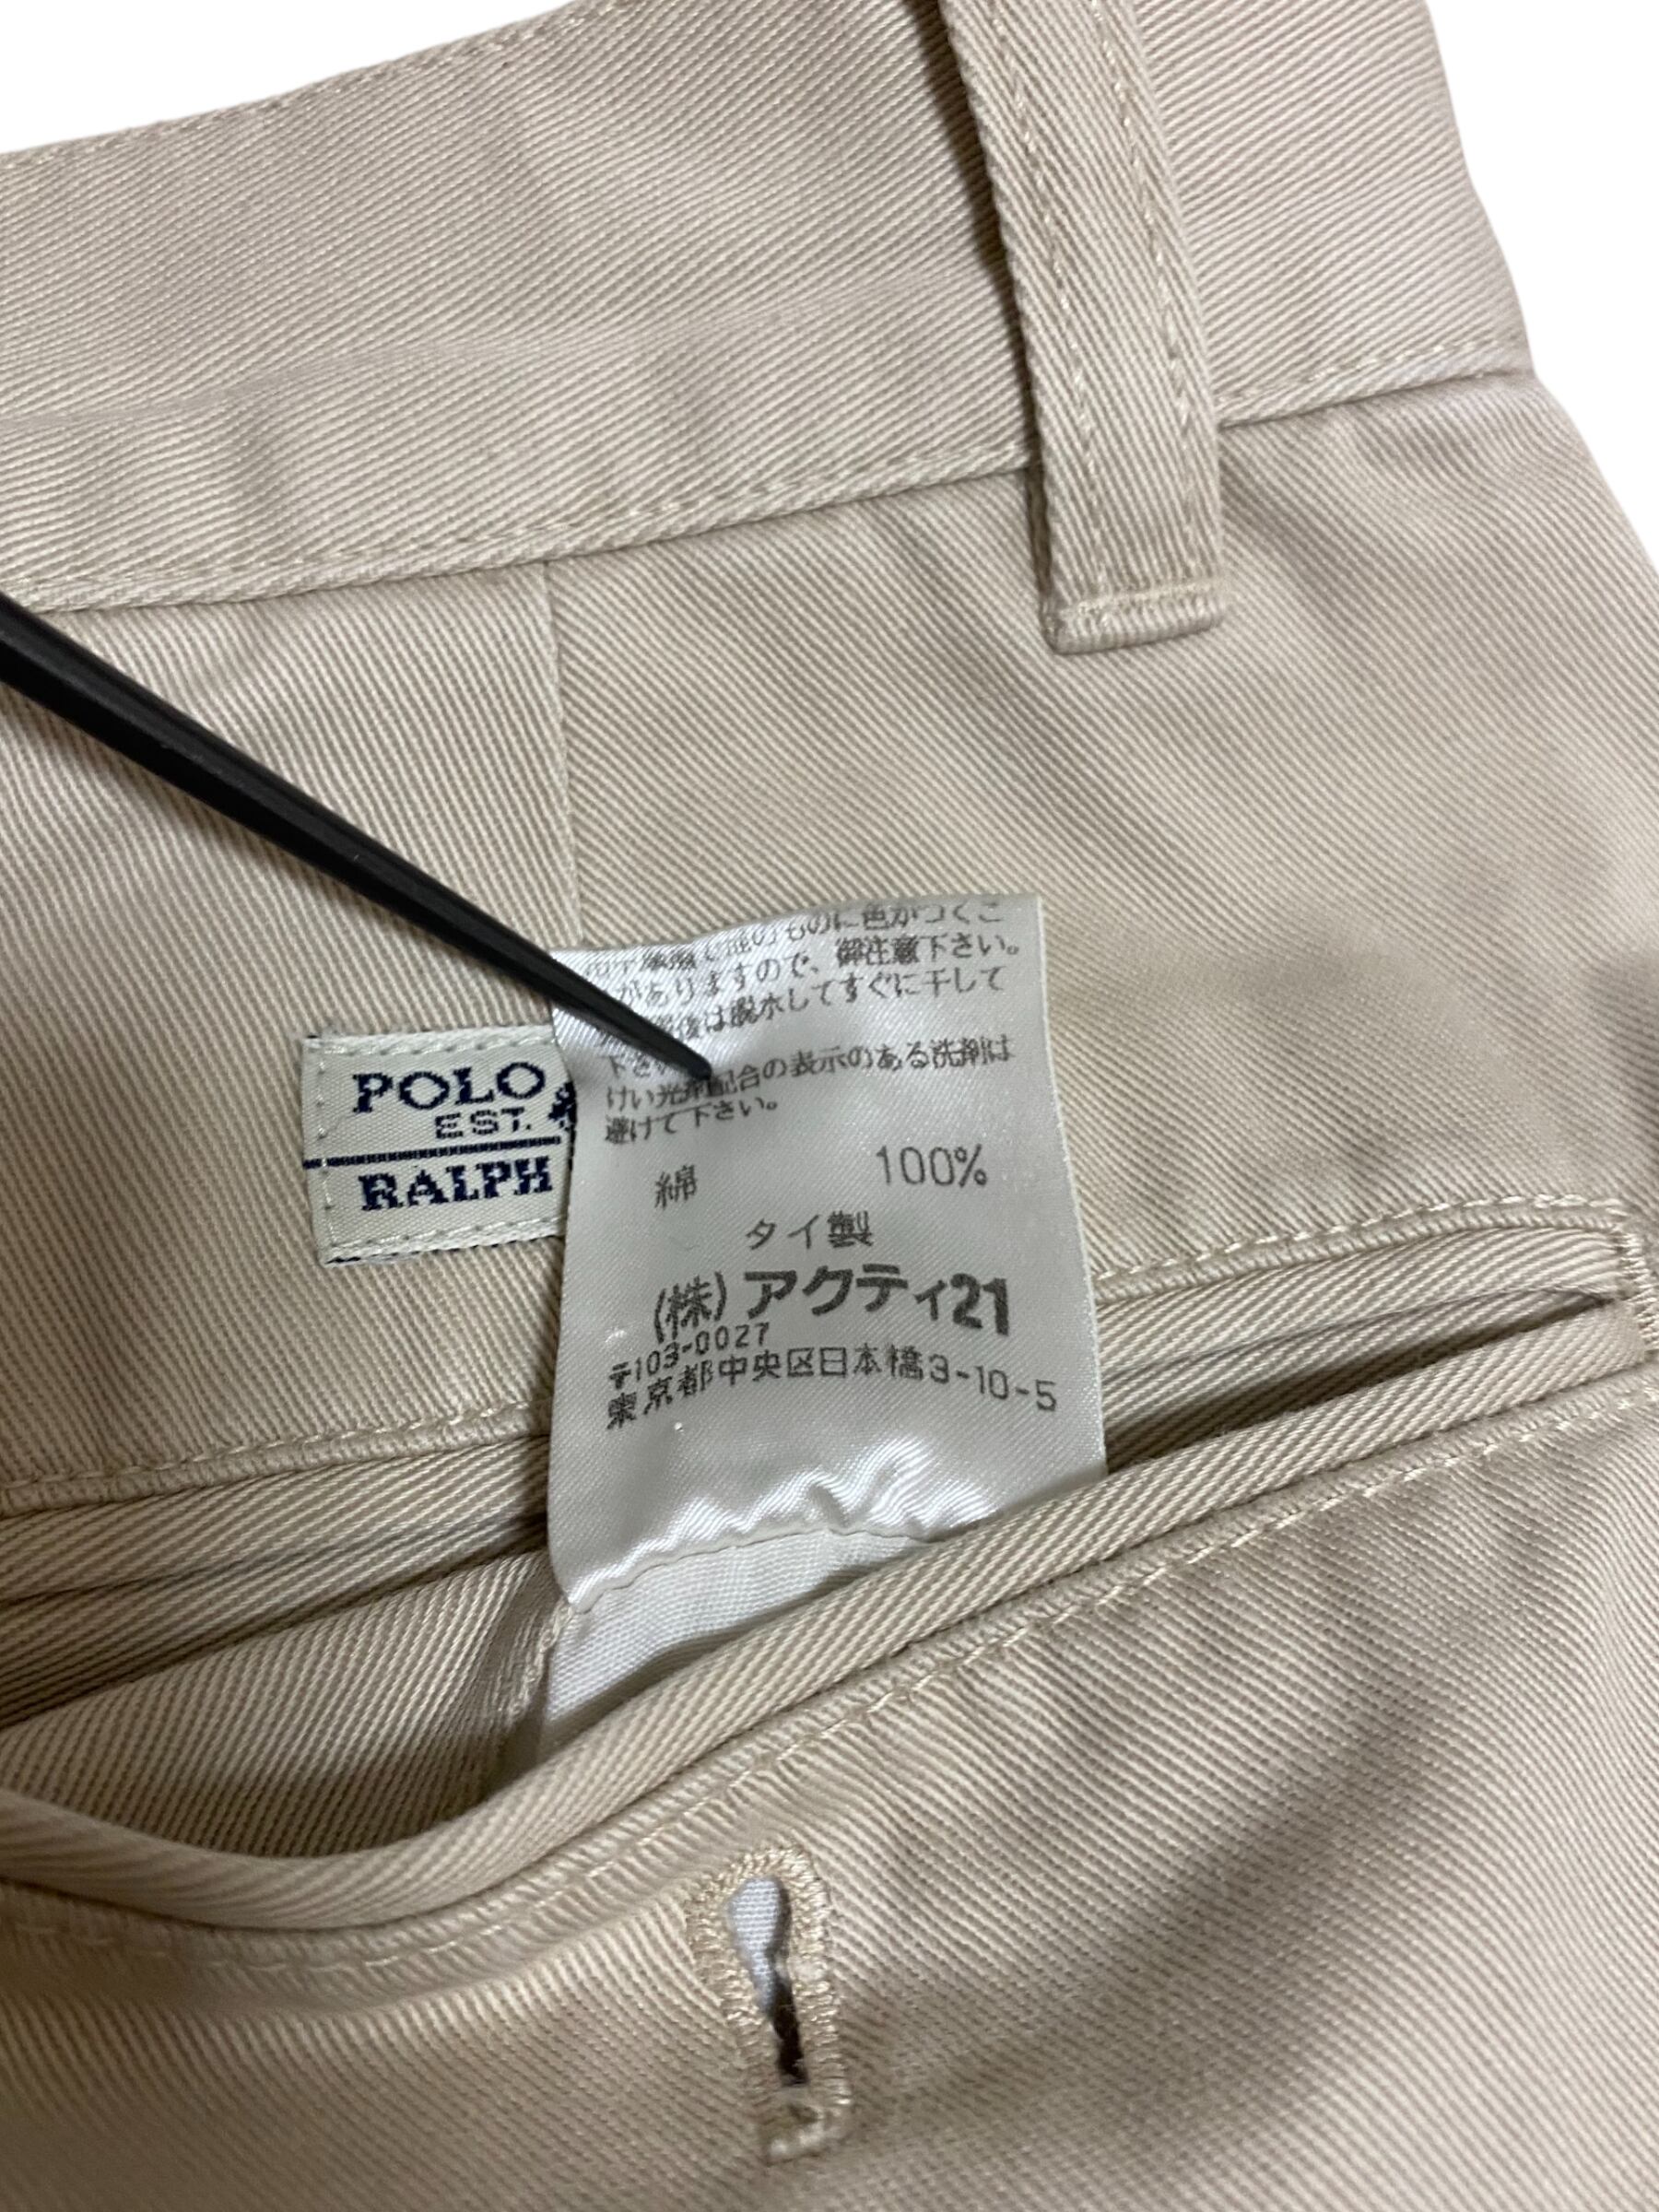 ものに色がつくこ
がありますので、御注意下さい。
後は脱水してすぐに干して
下さい
けい光剤配合の表示のある洗剤は
避けて下さい。
綿 100%
タイ製
(株)アクティ21
〒103-0027
東京都中央区日本橋3-10-5
POLO
EST.
RALPH